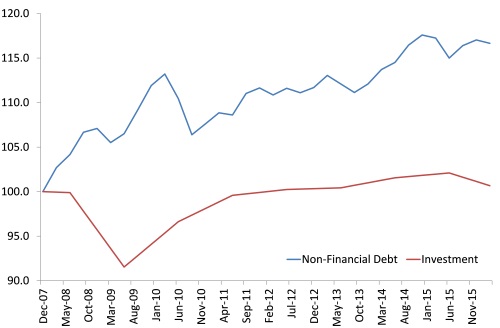 120.0
115.0
110.0
105.0
100.0
95.0
90.0
Non-Financial Debt
Investment
Dec-07
May-08
Oct-08
Mar-09
Aug-09
Jan-10
Jun-10
Nov-10
Apr-11
Sep-11
Feb-12
Jul-12
Dec-12
May-13
Oct-13
Mar-14
Aug-14
Jan-15
Jun-15
Nov-15